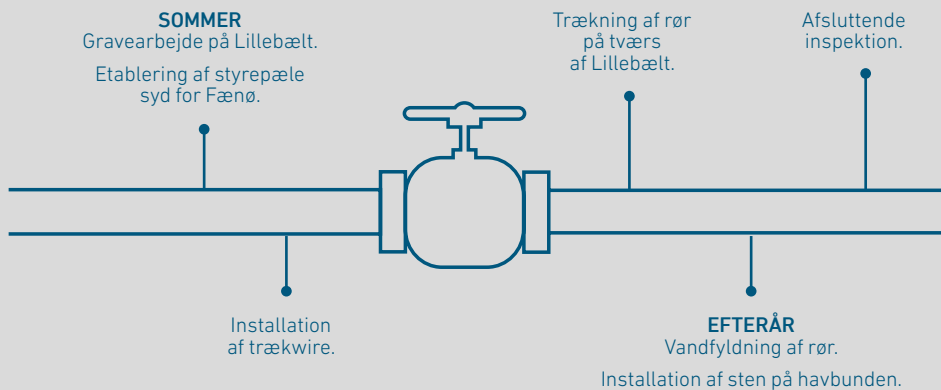 SOMMER
Gravearbejde på Lillebælt.
Etablering af styrepæle
syd for Fænø.
Installation
af trækwire.
Trækning af rør
på tværs
af Lillebælt.
EFTERÅR
Vandfyldning af rør.
Installation af sten på havbunden.
Afsluttende
inspektion.